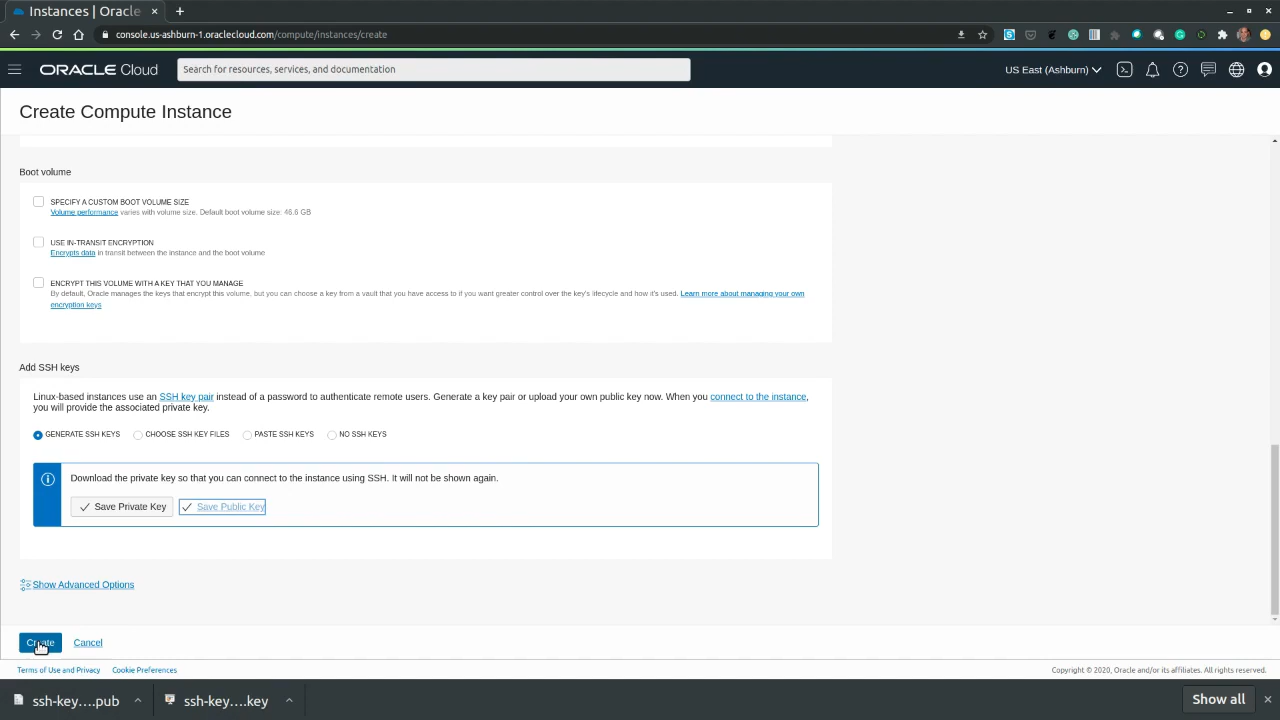 Instances | Oracle
console.us-ashburn-1.oraclecloud.com/compute/instances/create
ORACLE Cloud
Search for resources, services, and documentation
US East (Ashburn)
Create Compute Instance
Boot volume
SPECIFY A CUSTOM BOOT VOLUME SIZE
Volume performance varies with volume size. Default boot volume size: 46.6 GB
USE IN-TRANSIT ENCRYPTION
Encrypts data in transit between the instance and the boot volume
ENCRYPT THIS VOLUME WITH A KEY THAT YOU MANAGE
By default, Oracle manages the keys that encrypt this volume, but you can choose a key from a vault that you have access to if you want greater control over the key's lifecycle and how it's used. Learn more about managing your own
encryption keys
Add SSH keys
Linux-based instances use an SSH key pair instead of a password to authenticate remote users. Generate a key pair or upload your own public key now. When you connect to the instance,
you will provide the associated private key.
GENERATE SSH KEYS CHOOSE SSH KEY FILES PASTE SSH KEYS NO SSH KEYS
Download the private key so that you can connect to the instance using SSH. It will not be shown again.
Save Private Key Save Public Key
Show Advanced Options
Create Cancel
Terms of Use and Privacy Cookie Preferences Copyright © 2020, Oracle and/or its affiliates. All rights reserved.
ssh-key....pub ssh-key....key Show all